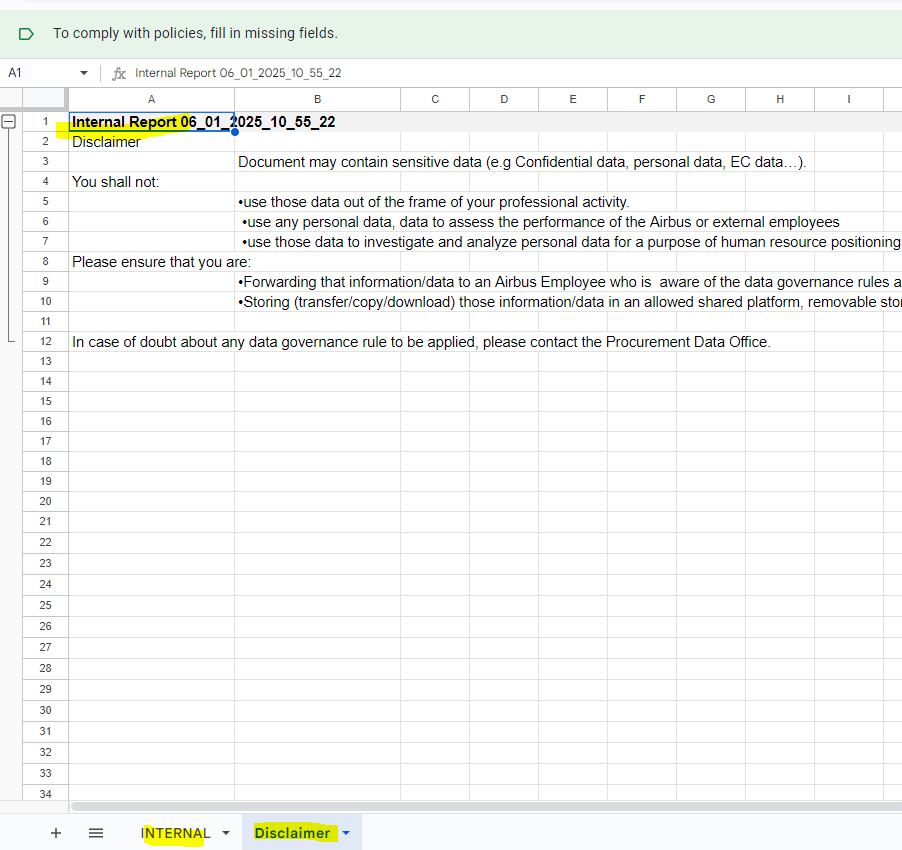 To comply with policies, fill in missing fields.
A1 fx Internal Report 06_01_2025_10_55_22
A B C D E F G H I
1 Internal Report 06_01_2025_10_55_22
2 Disclaimer
3 Document may contain sensitive data (e.g Confidential data, personal data, EC data…).
4 You shall not:
5 •use those data out of the frame of your professional activity.
6 •use any personal data, data to assess the performance of the Airbus or external employees
7 •use those data to investigate and analyze personal data for a purpose of human resource positioning
8 Please ensure that you are:
9 •Forwarding that information/data to an Airbus Employee who is  aware of the data governance rules a
10 •Storing (transfer/copy/download) those information/data in an allowed shared platform, removable sto
11
12 In case of doubt about any data governance rule to be applied, please contact the Procurement Data Office.
13
14
15
16
17
18
19
20
21
22
23
24
25
26
27
28
29
30
31
32
33
34
INTERNAL Disclaimer